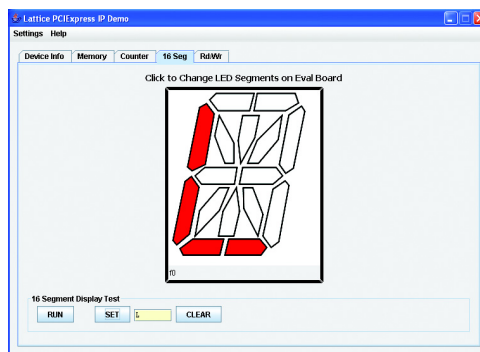 Lattice PCIExpress IP Demo
Settings Help
Device Info Memory Counter 16 Seg Rd/Wr
Click to Change LED Segments on Eval Board
f0
16 Segment Display Test
RUN SET L CLEAR